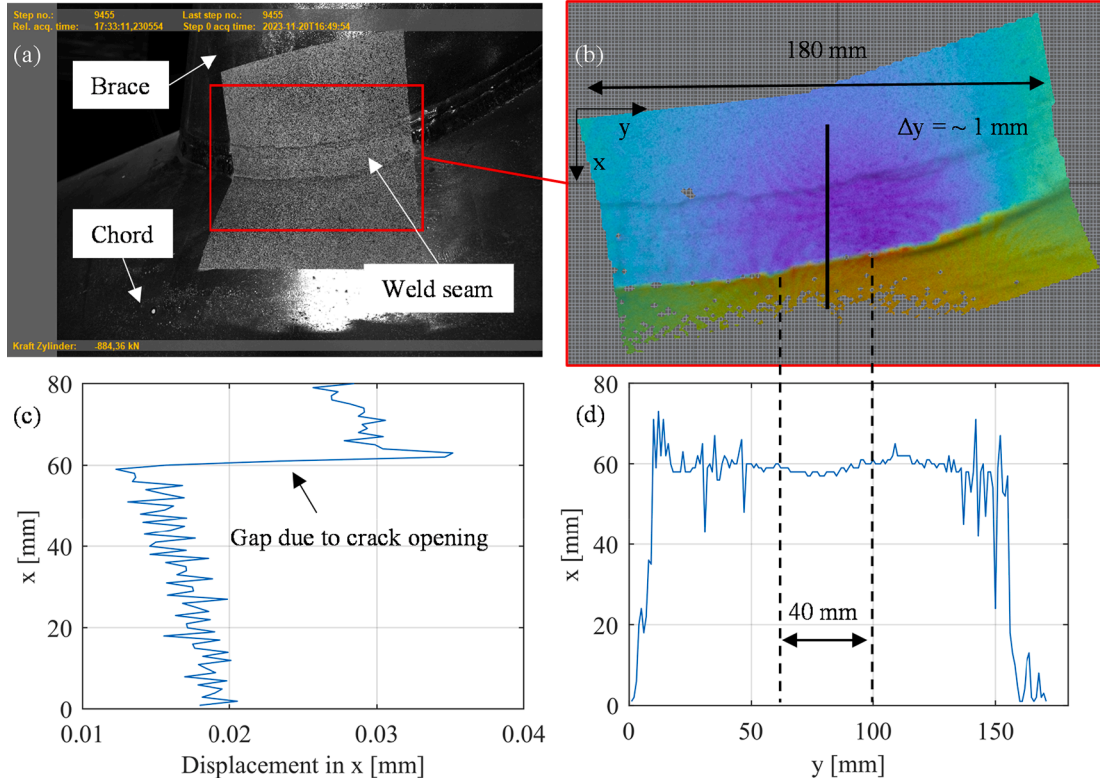 Step no.: 9455 Last step no.: 9455
Rel. acq. time: 17:33:11,230554 Step 0 acq time: 2023-11-20T16:49:54
(a)
Brace
Chord
Weld seam
Kraft Zylinder: -884,36 kN
(b)
180 mm
y
x
Δy = ~ 1 mm
(c)
80
60
40
20
0
x [mm]
Gap due to crack opening
0.01 0.02 0.03 0.04
Displacement in x [mm]
(d)
80
60
40
20
0
x [mm]
40 mm
0 50 100 150
y [mm]